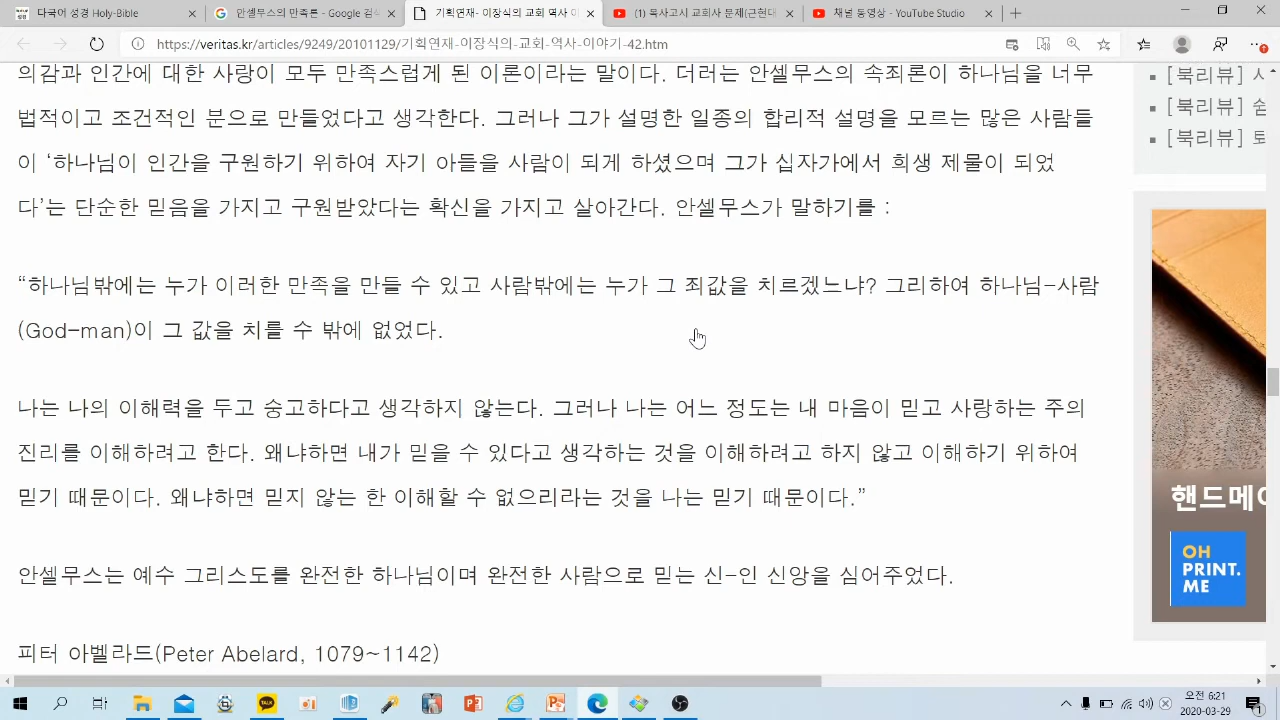 다국어 성경 Holy-Bible
안셀무스의 만족론 - Google 검색
기획연재- 이장식의 교회 역사 이
(1) 목사고시 교회사 문제(근현대
채널 동영상 - YouTube Studio
https://veritas.kr/articles/9249/20101129/기획연재-이장식의-교회-역사-이야기-42.htm
의감과 인간에 대한 사랑이 모두 만족스럽게 된 이론이라는 말이다. 더러는 안셀무스의 속죄론이 하나님을 너무
법적이고 조건적인 분으로 만들었다고 생각한다. 그러나 그가 설명한 일종의 합리적 설명을 모르는 많은 사람들
이 ‘하나님이 인간을 구원하기 위하여 자기 아들을 사람이 되게 하셨으며 그가 십자가에서 희생 제물이 되었
다’는 단순한 믿음을 가지고 구원받았다는 확신을 가지고 살아간다. 안셀무스가 말하기를 :
“하나님밖에는 누가 이러한 만족을 만들 수 있고 사람밖에는 누가 그 죄값을 치르겠느냐? 그리하여 하나님-사람
(God-man)이 그 값을 치를 수 밖에 없었다.
나는 나의 이해력을 두고 숭고하다고 생각하지 않는다. 그러나 나는 어느 정도는 내 마음이 믿고 사랑하는 주의
진리를 이해하려고 한다. 왜냐하면 내가 믿을 수 있다고 생각하는 것을 이해하려고 하지 않고 이해하기 위하여
믿기 때문이다. 왜냐하면 믿지 않는 한 이해할 수 없으리라는 것을 나는 믿기 때문이다.”
안셀무스는 예수 그리스도를 완전한 하나님이며 완전한 사람으로 믿는 신-인 신앙을 심어주었다.
피터 아벨라드(Peter Abelard, 1079~1142)
[북리뷰]
[북리뷰]
[북리뷰]
핸드메이
OH
PRINT.
ME
TALK
오전 6:21
2020-03-29